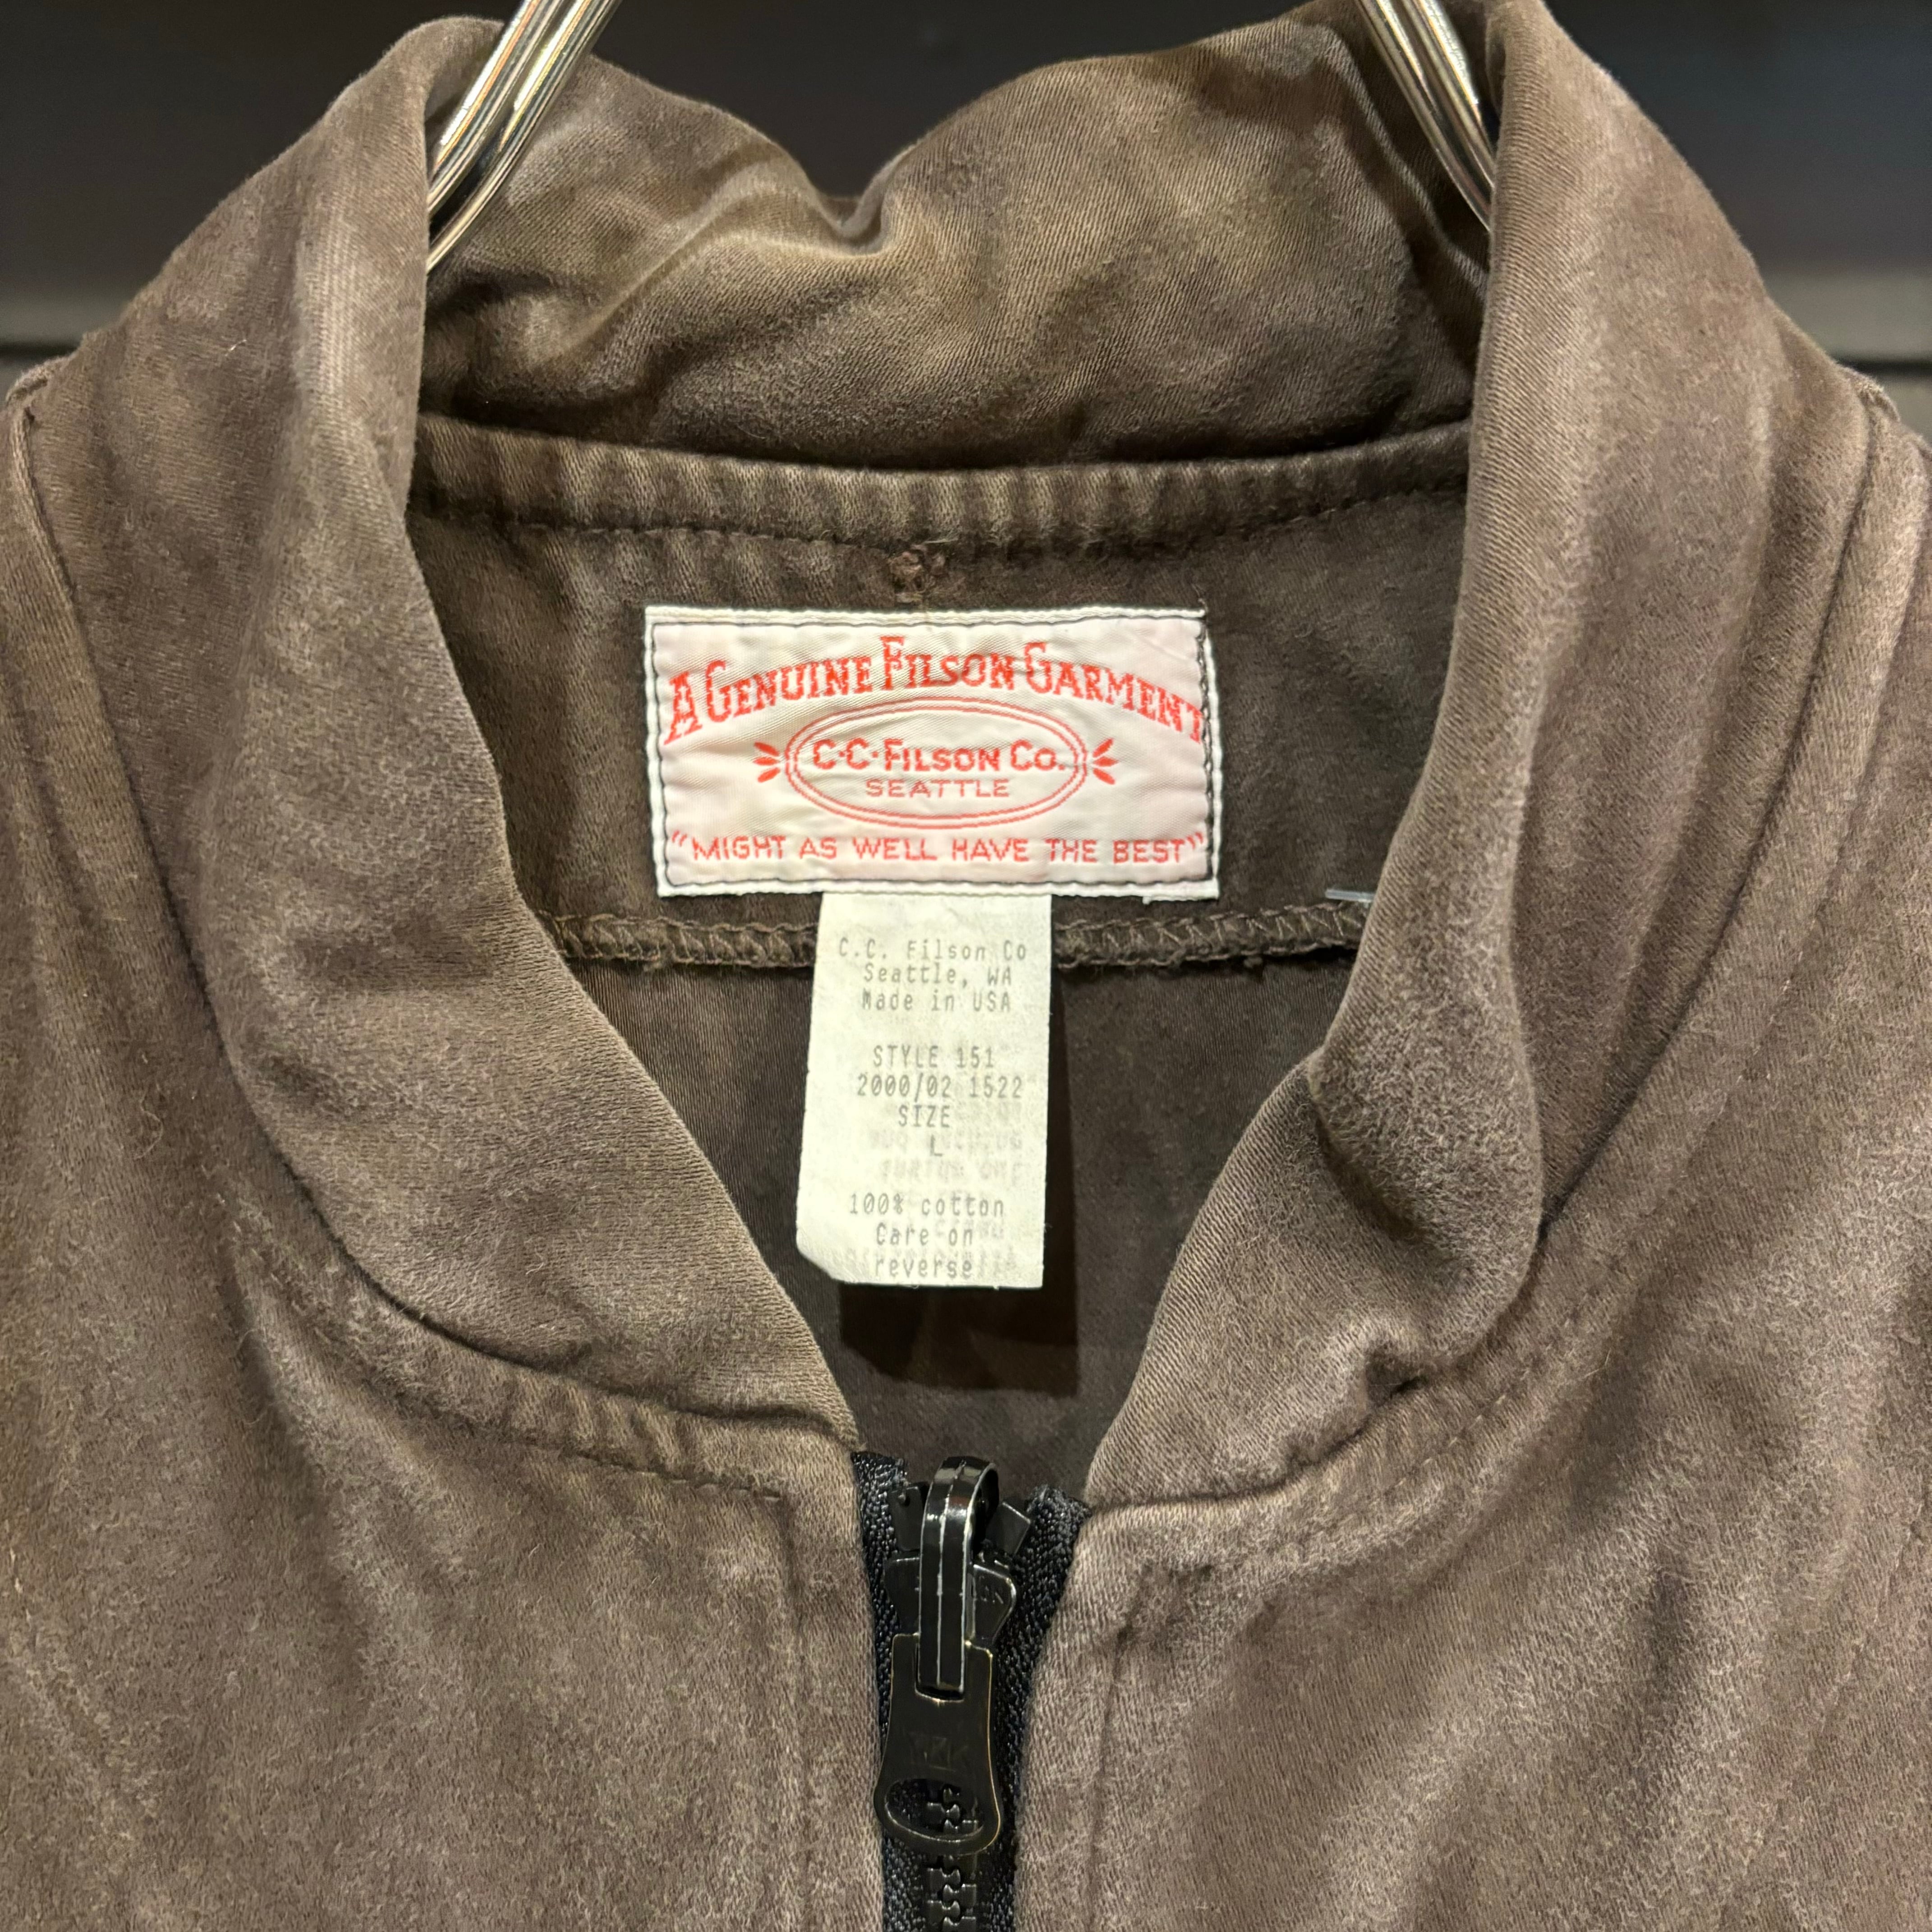 A GENUINE FILSON GARMENT
C·C·FILSON CO.
SEATTLE
"MIGHT AS WELL HAVE THE BEST"
C.C. Filson Co
Seattle, WA
Made in USA
STYLE 151
2000/02 1522
SIZE
L
100% cotton
Care on
reverse